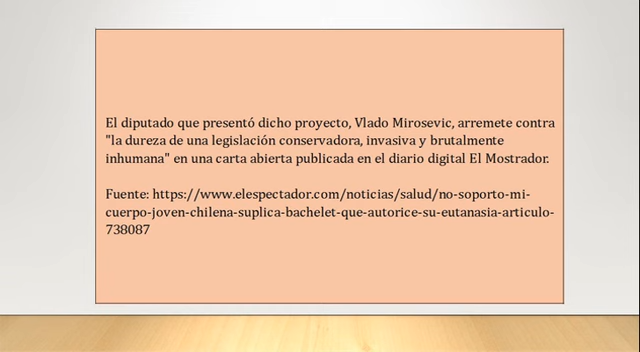 El diputado que presentó dicho proyecto, Vlado Mirosevic, arremete contra
"la dureza de una legislación conservadora, invasiva y brutalmente
inhumana" en una carta abierta publicada en el diario digital El Mostrador.
Fuente: https://www.elespectador.com/noticias/salud/no-soporto-mi-
cuerpo-joven-chilena-suplica-bachelet-que-autorice-su-eutanasia-articulo-
738087